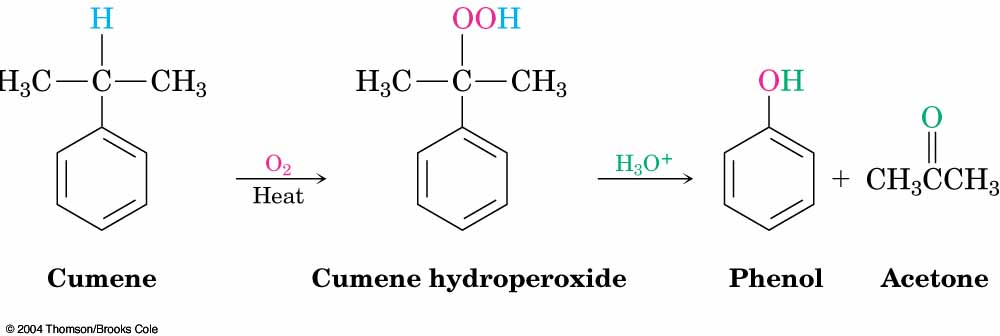 H OOH
H₃C—C—CH₃ H₃C—C—CH₃ OH O
O₂ H₃O⁺ + CH₃CCH₃
Heat
Cumene Cumene hydroperoxide Phenol Acetone
© 2004 Thomson/Brooks Cole